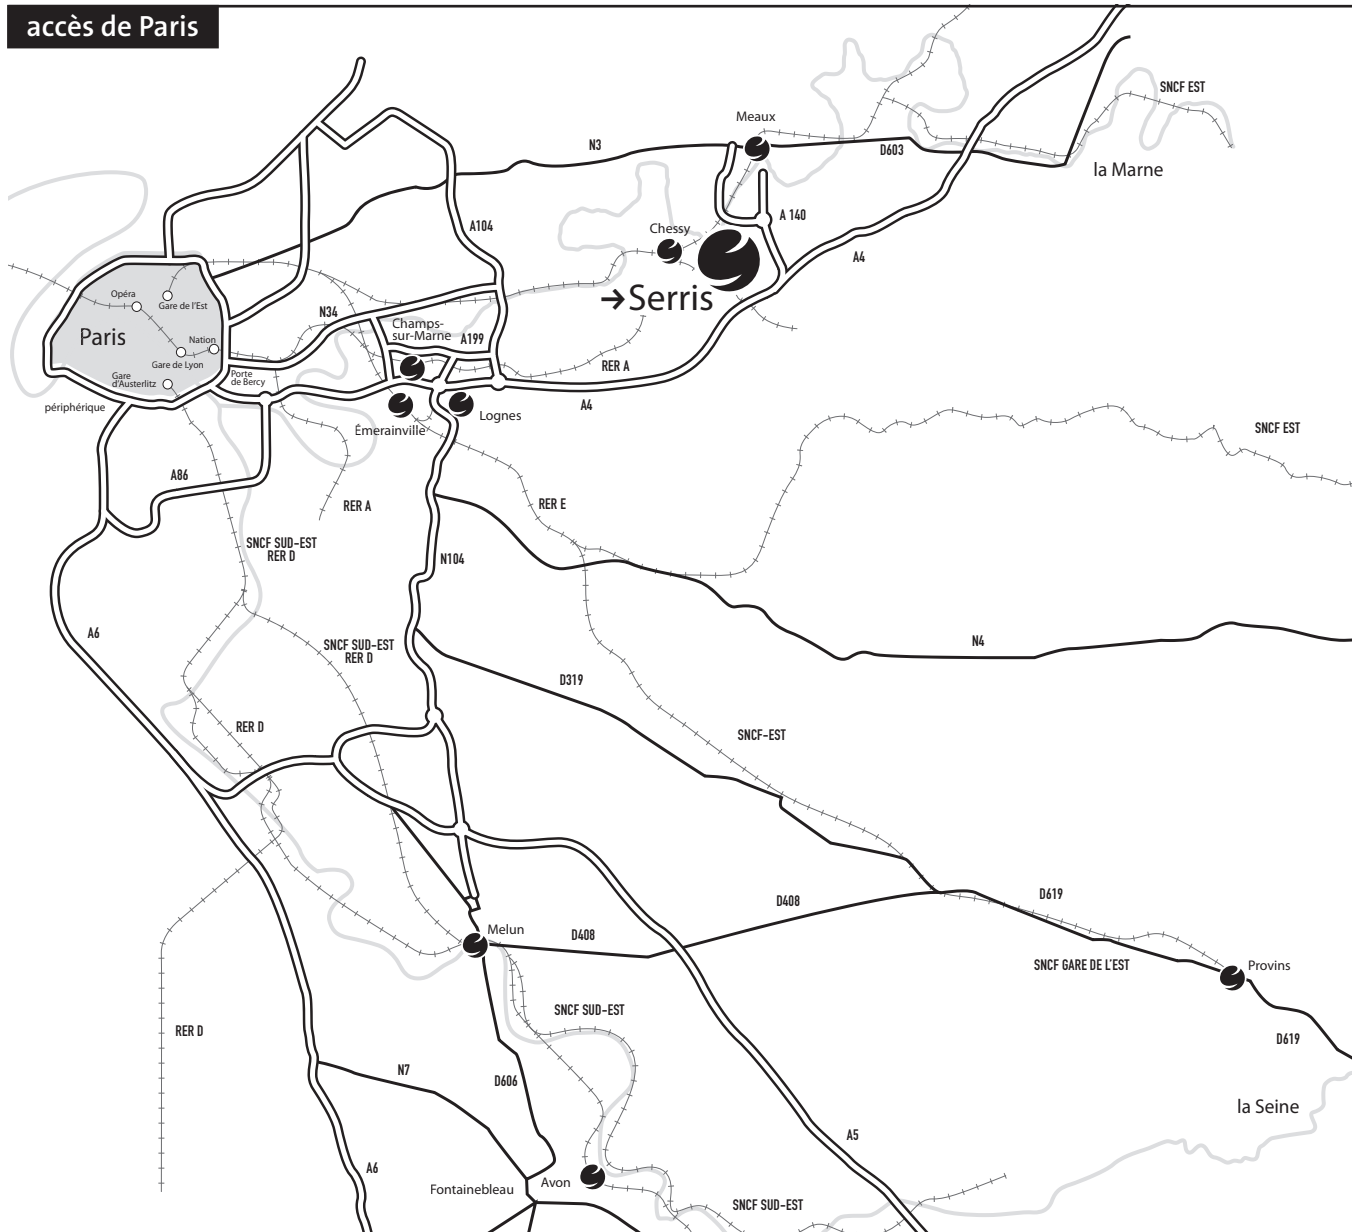 accès de Paris
SNCF EST
Meaux
N3
D603
la Marne
A 140
A104
Chessy
A4
Opéra
Gare de l'Est
→Serris
N34
Champs-
sur-Marne
Paris
Nation
A199
Gare de Lyon
RER A
Porte
de Bercy
Gare
d'Austerlitz
A4
périphérique
Lognes
Émerainville
SNCF EST
A86
RER A
RER E
SNCF SUD-EST
RER D
N104
A6
N4
SNCF SUD-EST
RER D
D319
RER D
SNCF-EST
D408
D619
Melun
D408
SNCF GARE DE L'EST
Provins
SNCF SUD-EST
RER D
D619
N7
D606
la Seine
A5
A6
Fontainebleau
Avon
SNCF SUD-EST